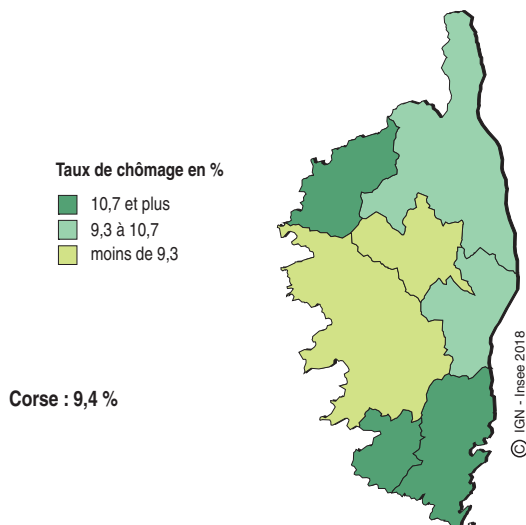 Taux de chômage en %
10,7 et plus
9,3 à 10,7
moins de 9,3
Corse : 9,4 %
© IGN - Insee 2018